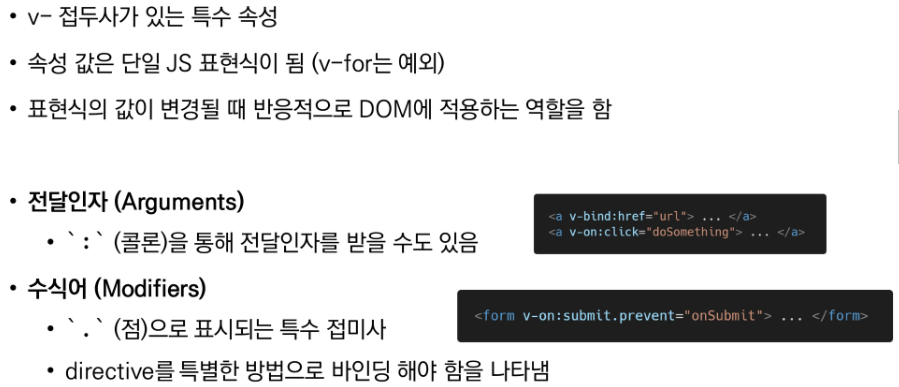 • v- 접두사가 있는 특수 속성
• 속성 값은 단일 JS 표현식이 됨 (v-for는 예외)
• 표현식의 값이 변경될 때 반응적으로 DOM에 적용하는 역할을 함
• 전달인자 (Arguments)
• `:` (콜론)을 통해 전달인자를 받을 수도 있음
<a v-bind:href="url"> ... </a>
<a v-on:click="doSomething"> ... </a>
• 수식어 (Modifiers)
• `.` (점)으로 표시되는 특수 접미사
• directive를 특별한 방법으로 바인딩 해야 함을 나타냄
<form v-on:submit.prevent="onSubmit"> ... </form>